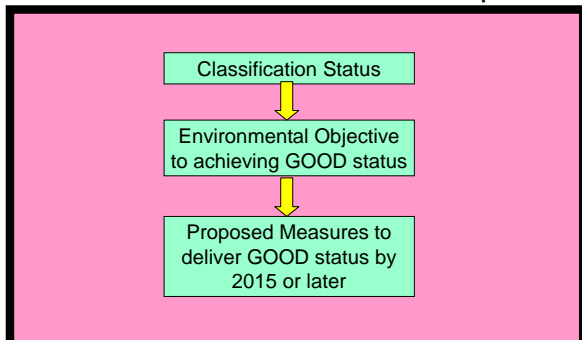 Classification Status
Environmental Objective
to achieving GOOD status
Proposed Measures to
deliver GOOD status by
2015 or later